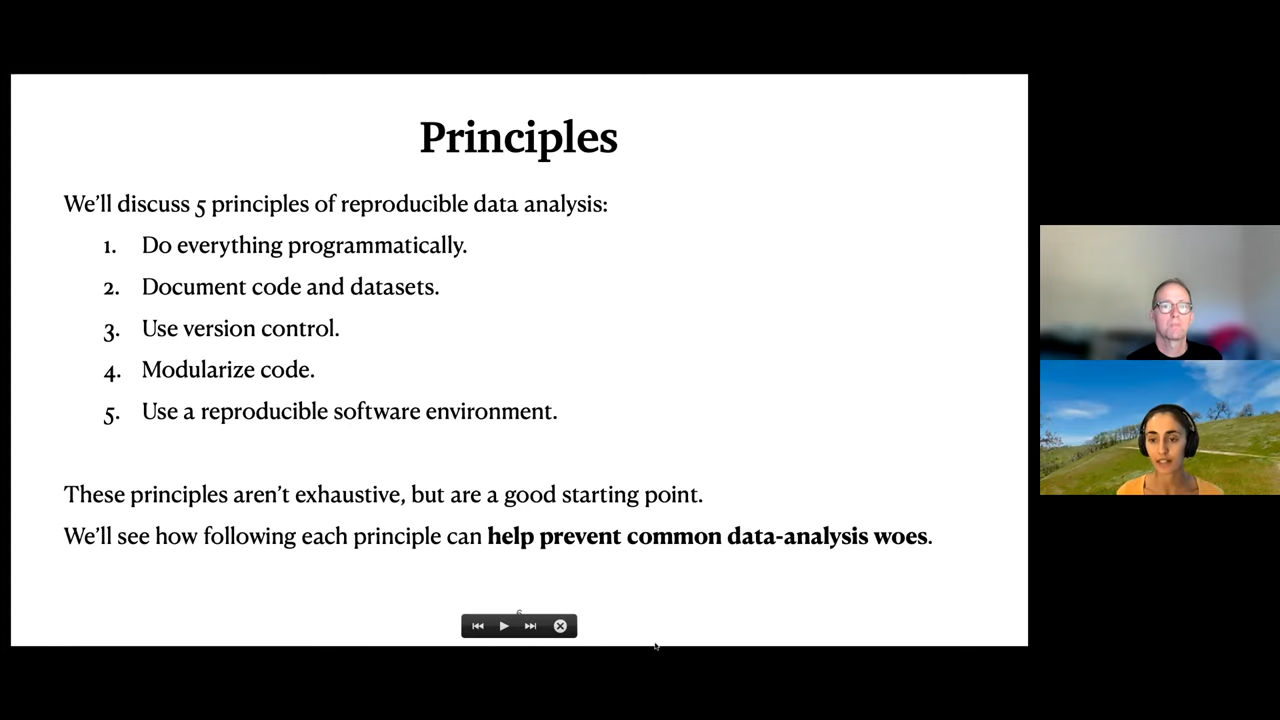 Principles
We'll discuss 5 principles of reproducible data analysis:
1. Do everything programmatically.
2. Document code and datasets.
3. Use version control.
4. Modularize code.
5. Use a reproducible software environment.
These principles aren't exhaustive, but are a good starting point.
We'll see how following each principle can help prevent common data-analysis woes.